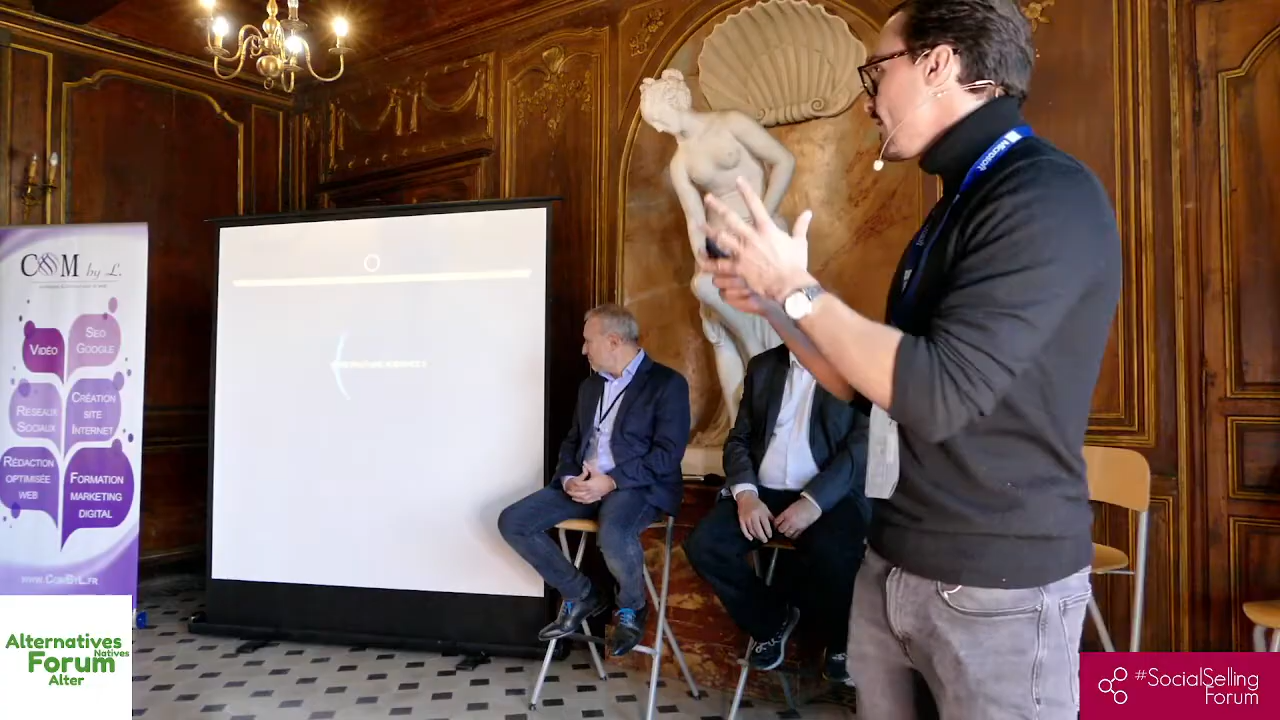 COM by L.
VIDÉO
SEO
GOOGLE
RÉSEAUX
SOCIAUX
CRÉATION
SITE
INTERNET
RÉDACTION
OPTIMISÉE
WEB
FORMATION
MARKETING
DIGITAL
WWW.COMBYL.FR
Alternatives
Natives
Forum
Alter
Microsoft
#SocialSelling
Forum